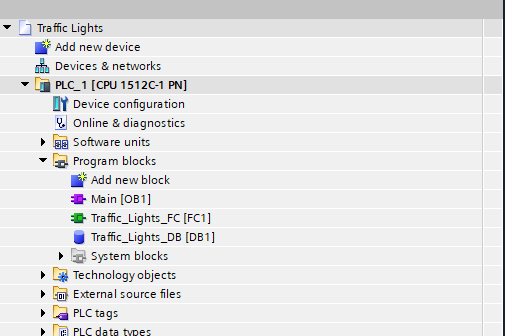 Traffic Lights
Add new device
Devices & networks
PLC_1 [CPU 1512C-1 PN]
Device configuration
Online & diagnostics
Software units
Program blocks
Add new block
Main [OB1]
Traffic_Lights_FC [FC1]
Traffic_Lights_DB [DB1]
System blocks
Technology objects
External source files
PLC tags
PLC data types